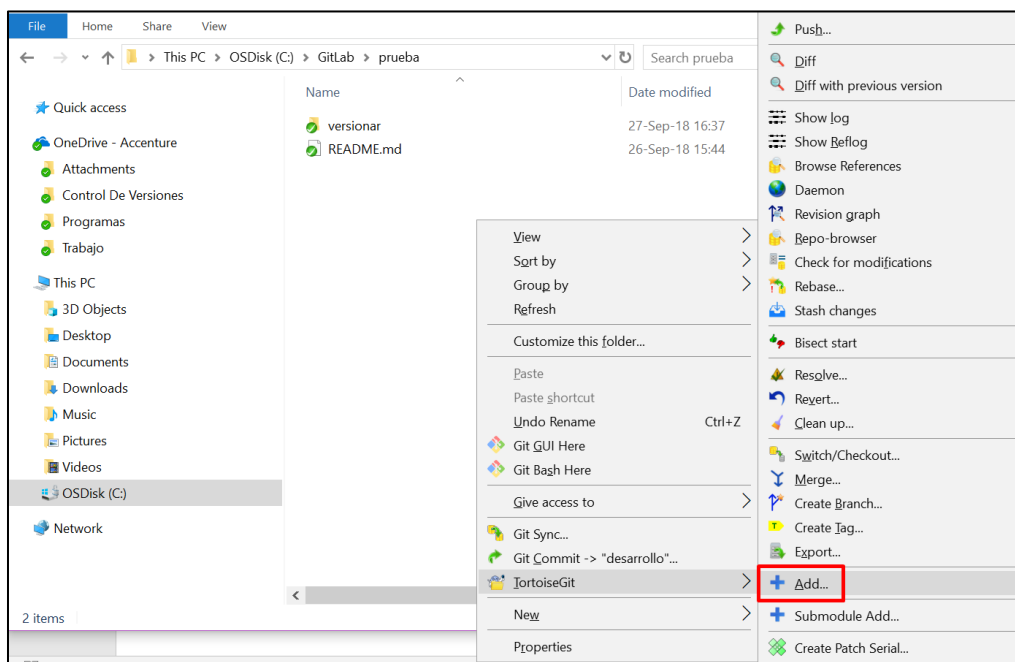 File Home Share View
This PC > OSDisk (C:) > GitLab > prueba
Search prueba
Quick access
OneDrive - Accenture
Attachments
Control De Versiones
Programas
Trabajo
This PC
3D Objects
Desktop
Documents
Downloads
Music
Pictures
Videos
OSDisk (C:)
Network
2 items
Name Date modified
versionar 27-Sep-18 16:37
README.md 26-Sep-18 15:44
View
Sort by
Group by
Refresh
Customize this folder...
Paste
Paste shortcut
Undo Rename Ctrl+Z
Git GUI Here
Git Bash Here
Give access to
Git Sync...
Git Commit -> "desarrollo"...
TortoiseGit
New
Properties
Push...
Diff
Diff with previous version
Show log
Show Reflog
Browse References
Daemon
Revision graph
Repo-browser
Check for modifications
Rebase...
Stash changes
Bisect start
Resolve...
Revert...
Clean up...
Switch/Checkout...
Merge...
Create Branch...
Create Tag...
Export...
Add...
Submodule Add...
Create Patch Serial...